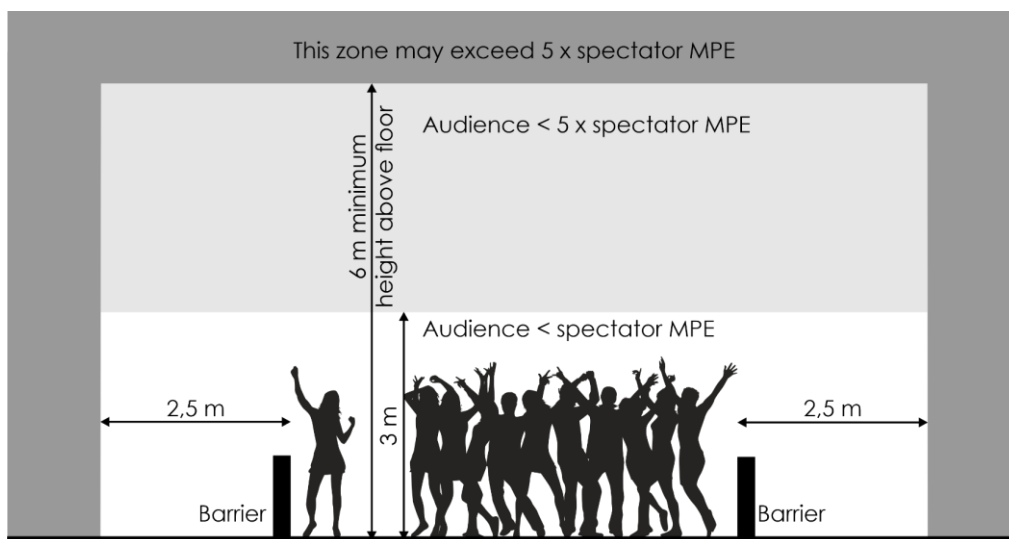 This zone may exceed 5 x spectator MPE
Audience < 5 x spectator MPE
6 m minimum
height above floor
Audience < spectator MPE
2,5 m
3 m
2,5 m
Barrier
Barrier